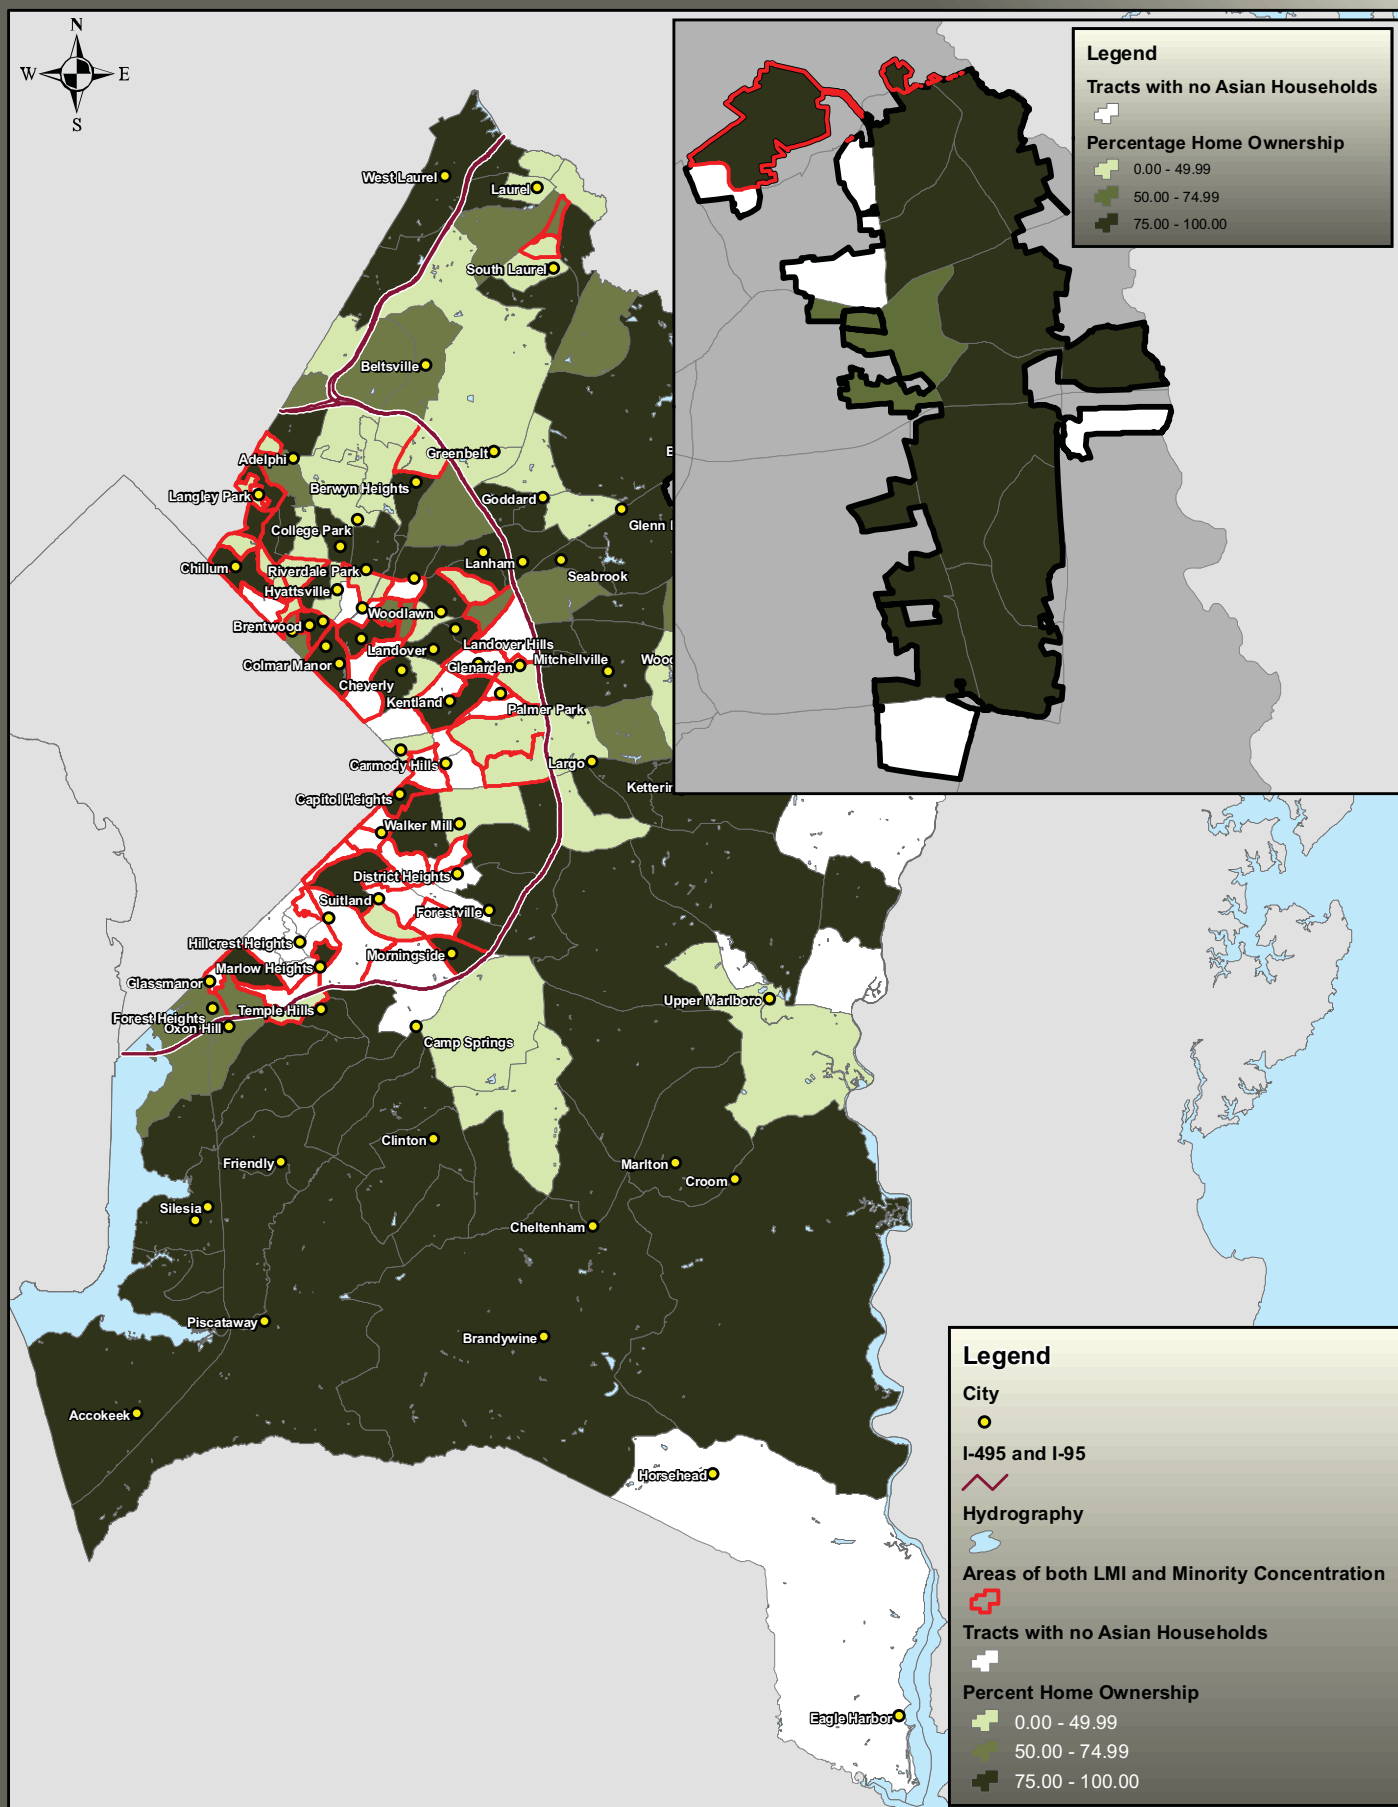 N
W E
S
Legend
Tracts with no Asian Households
Percentage Home Ownership
0.00 - 49.99
50.00 - 74.99
75.00 - 100.00
West Laurel
Laurel
South Laurel
Beltsville
Greenbelt
Adelphi
Berwyn Heights
Langley Park
Goddard
Glenn
College Park
Lanham
Seabrook
Chillum
Riverdale Park
Hyattsville
Woodlawn
Brentwood
Landover Hills
Landover
Colmar Manor
Glenarden
Mitchellville
Cheverly
Kentland
Palmer Park
Carmody Hills
Largo
Capitol Heights
Walker Mill
District Heights
Suitland
Forestville
Hillcrest Heights
Morningside
Marlow Heights
Glassmanor
Forest Heights
Temple Hills
Oxon Hill
Upper Marlboro
Camp Springs
Clinton
Friendly
Marlton
Croom
Silesia
Cheltenham
Piscataway
Brandywine
Accokeek
Horsehead
Eagle Harbor
Legend
City
I-495 and I-95
Hydrography
Areas of both LMI and Minority Concentration
Tracts with no Asian Households
Percent Home Ownership
0.00 - 49.99
50.00 - 74.99
75.00 - 100.00